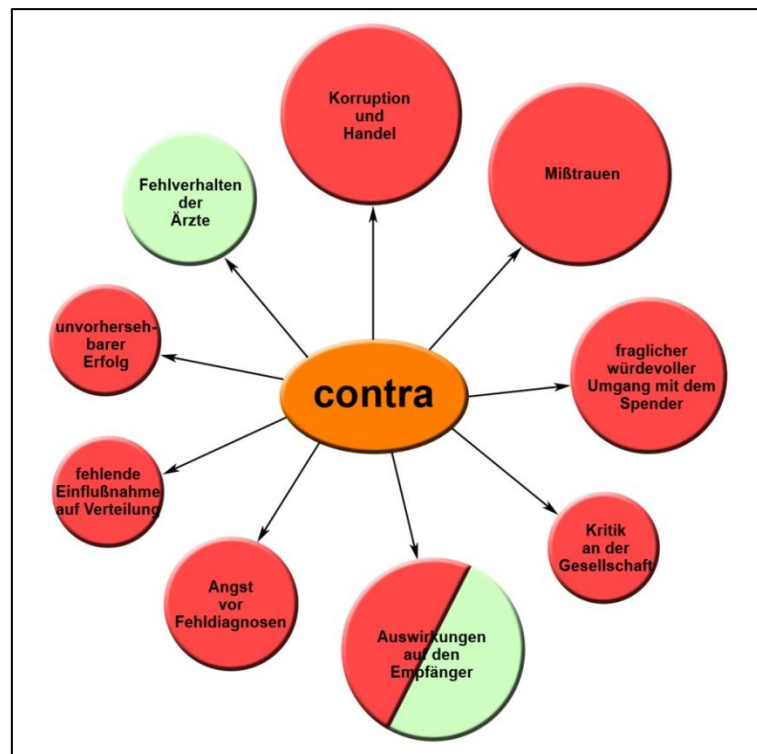 Korruption
und
Handel
Mißtrauen
Fehlverhalten
der
Ärzte
unvorherseh-
barer
Erfolg
fraglicher
würdevoller
Umgang mit dem
Spender
contra
fehlende
Einflußnahme
auf Verteilung
Kritik
an der
Gesellschaft
Angst
vor
Fehldiagnosen
Auswirkungen
auf den
Empfänger